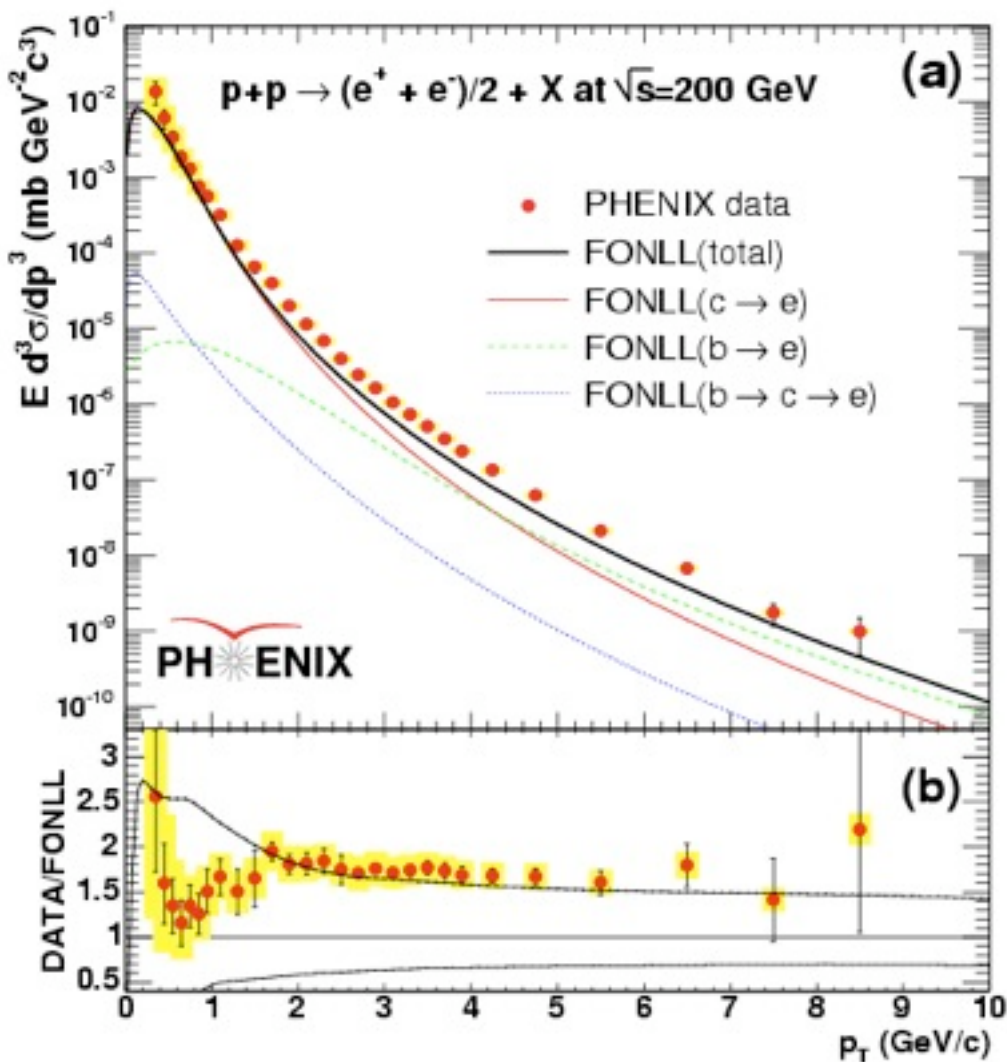 (a)
p+p → (e⁺ + e⁻)/2 + X at √s=200 GeV
PHENIX data
FONLL(total)
FONLL(c → e)
FONLL(b → e)
FONLL(b → c → e)
E d³σ/dp³ (mb GeV⁻²c³)
10⁻¹
10⁻²
10⁻³
10⁻⁴
10⁻⁵
10⁻⁶
10⁻⁷
10⁻⁸
10⁻⁹
10⁻¹⁰
PHENIX
(b)
DATA/FONLL
3
2.5
2
1.5
1
0.5
0 1 2 3 4 5 6 7 8 9 10
p_T (GeV/c)